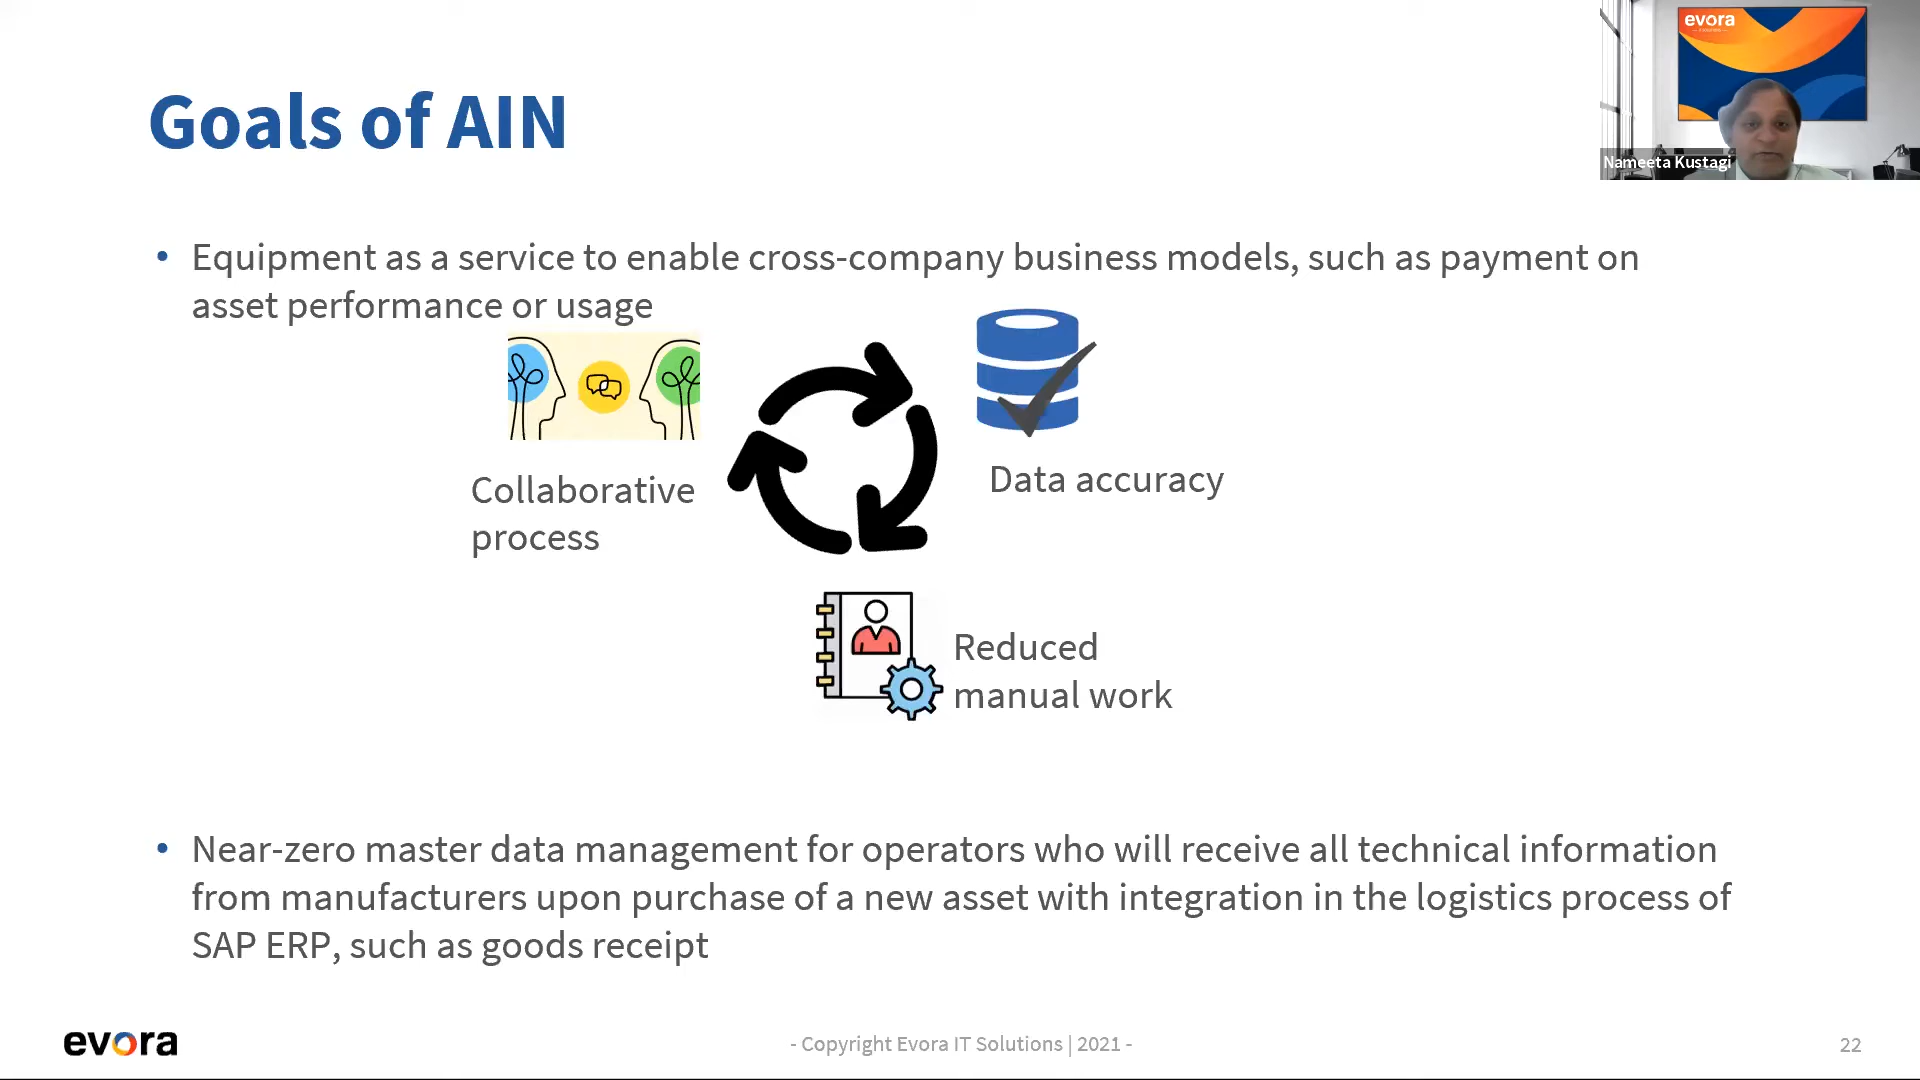 evora
Nameeta Kustagi
Goals of AIN
• Equipment as a service to enable cross-company business models, such as payment on
asset performance or usage
Collaborative
process
Data accuracy
Reduced
manual work
• Near-zero master data management for operators who will receive all technical information
from manufacturers upon purchase of a new asset with integration in the logistics process of
SAP ERP, such as goods receipt
evora
- Copyright Evora IT Solutions | 2021 -
22